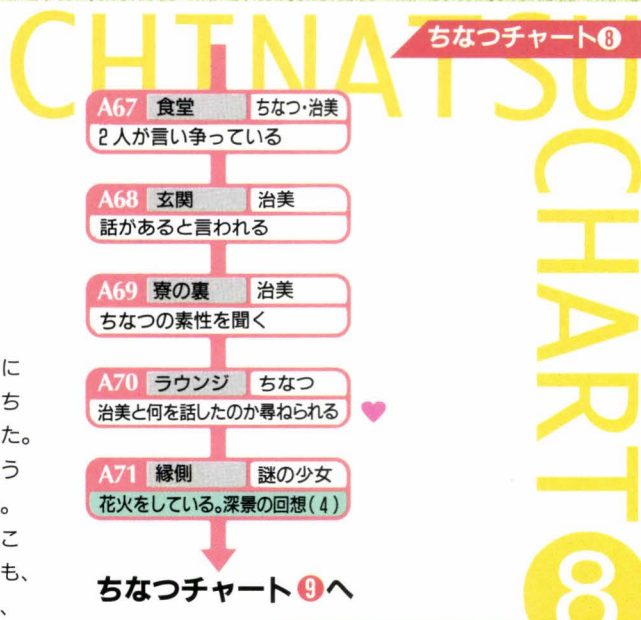 CHINATSU
CHART 8
ちなつチャート❽
A67 食堂 ちなつ・治美
2人が言い争っている
A68 玄関 治美
話があると言われる
A69 寮の裏 治美
ちなつの素性を聞く
A70 ラウンジ ちなつ
治美と何を話したのか尋ねられる
A71 縁側 謎の少女
花火をしている。深景の回想(4)
ちなつチャート❾へ
に
ち
た。
う
。
こ
も、
、